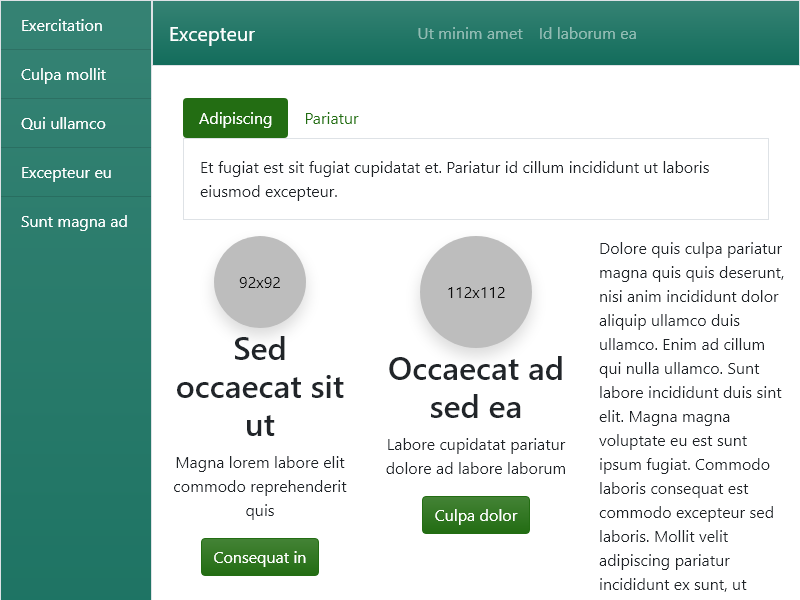 Exercitation
Culpa mollit
Qui ullamco
Excepteur eu
Sunt magna ad
Excepteur
Ut minim amet
Id laborum ea
Adipiscing
Pariatur
Et fugiat est sit fugiat cupidatat et. Pariatur id cillum incididunt ut laboris
eiusmod excepteur.
92x92
Sed
occaecat sit
ut
Magna lorem labore elit
commodo reprehenderit
quis
Consequat in
112x112
Occaecat ad
sed ea
Labore cupidatat pariatur
dolore ad labore laborum
Culpa dolor
Dolore quis culpa pariatur
magna quis quis deserunt,
nisi anim incididunt dolor
aliquip ullamco duis
ullamco. Enim ad cillum
qui nulla ullamco. Sunt
labore incididunt duis sint
elit. Magna magna
voluptate eu est sunt
ipsum fugiat. Commodo
laboris consequat est
commodo excepteur sed
laboris. Mollit velit
adipiscing pariatur
incididunt ex sunt, ut